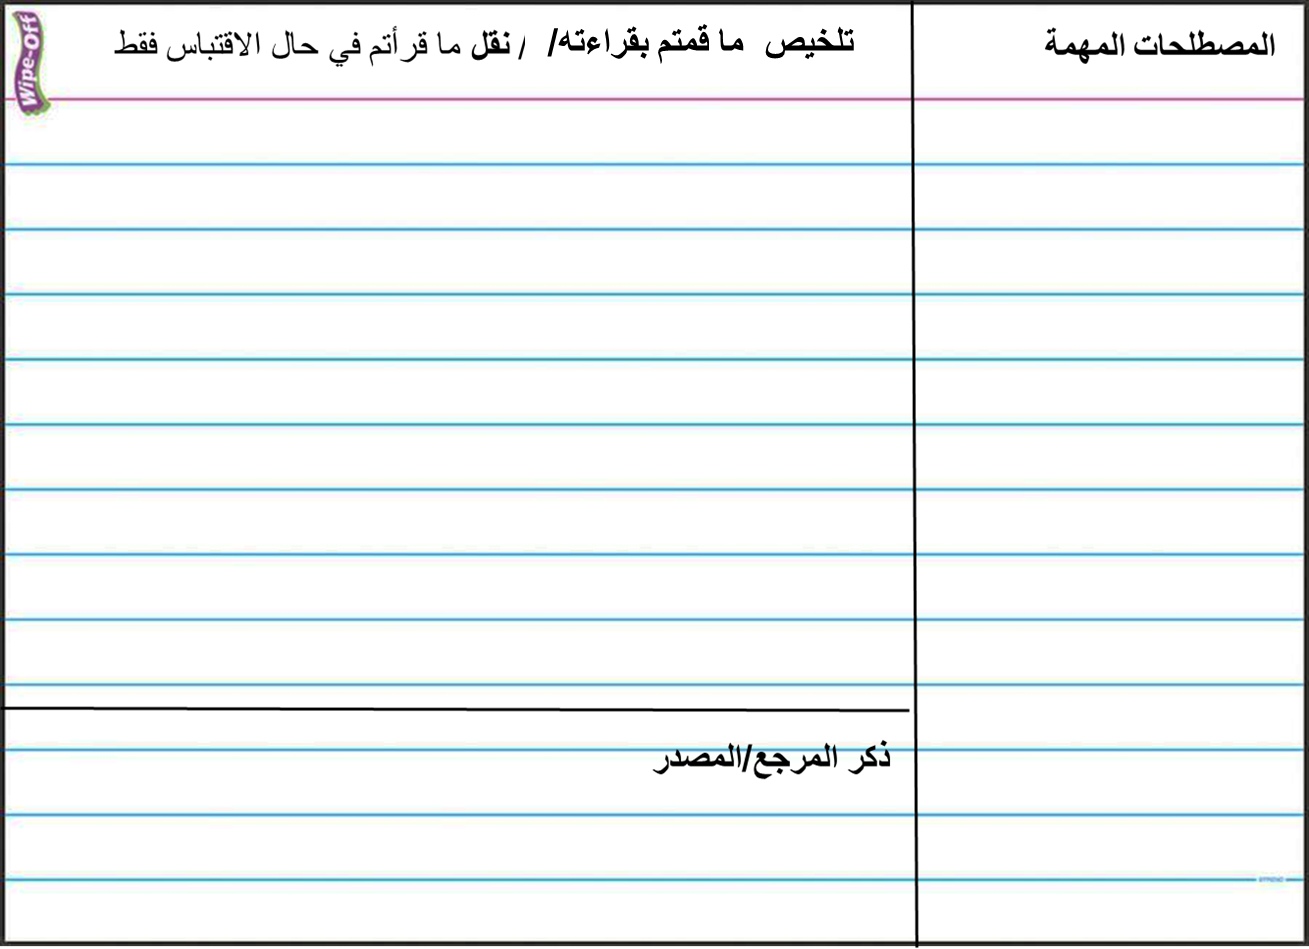 المصطلحات المهمة
تلخيص ما قمتم بقراءته/ / نقل ما قرأتم في حال الاقتباس فقط
Wipe-Off
ذكر المرجع/المصدر